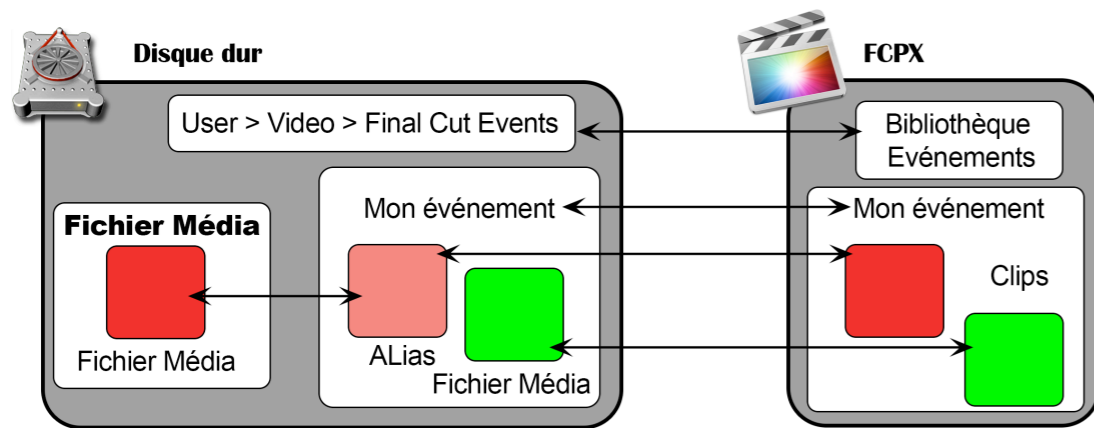 Disque dur
FCPX
User > Video > Final Cut Events
Bibliothèque
Evénements
Mon événement
Mon événement
Fichier Média
Clips
ALias
Fichier Média
Fichier Média